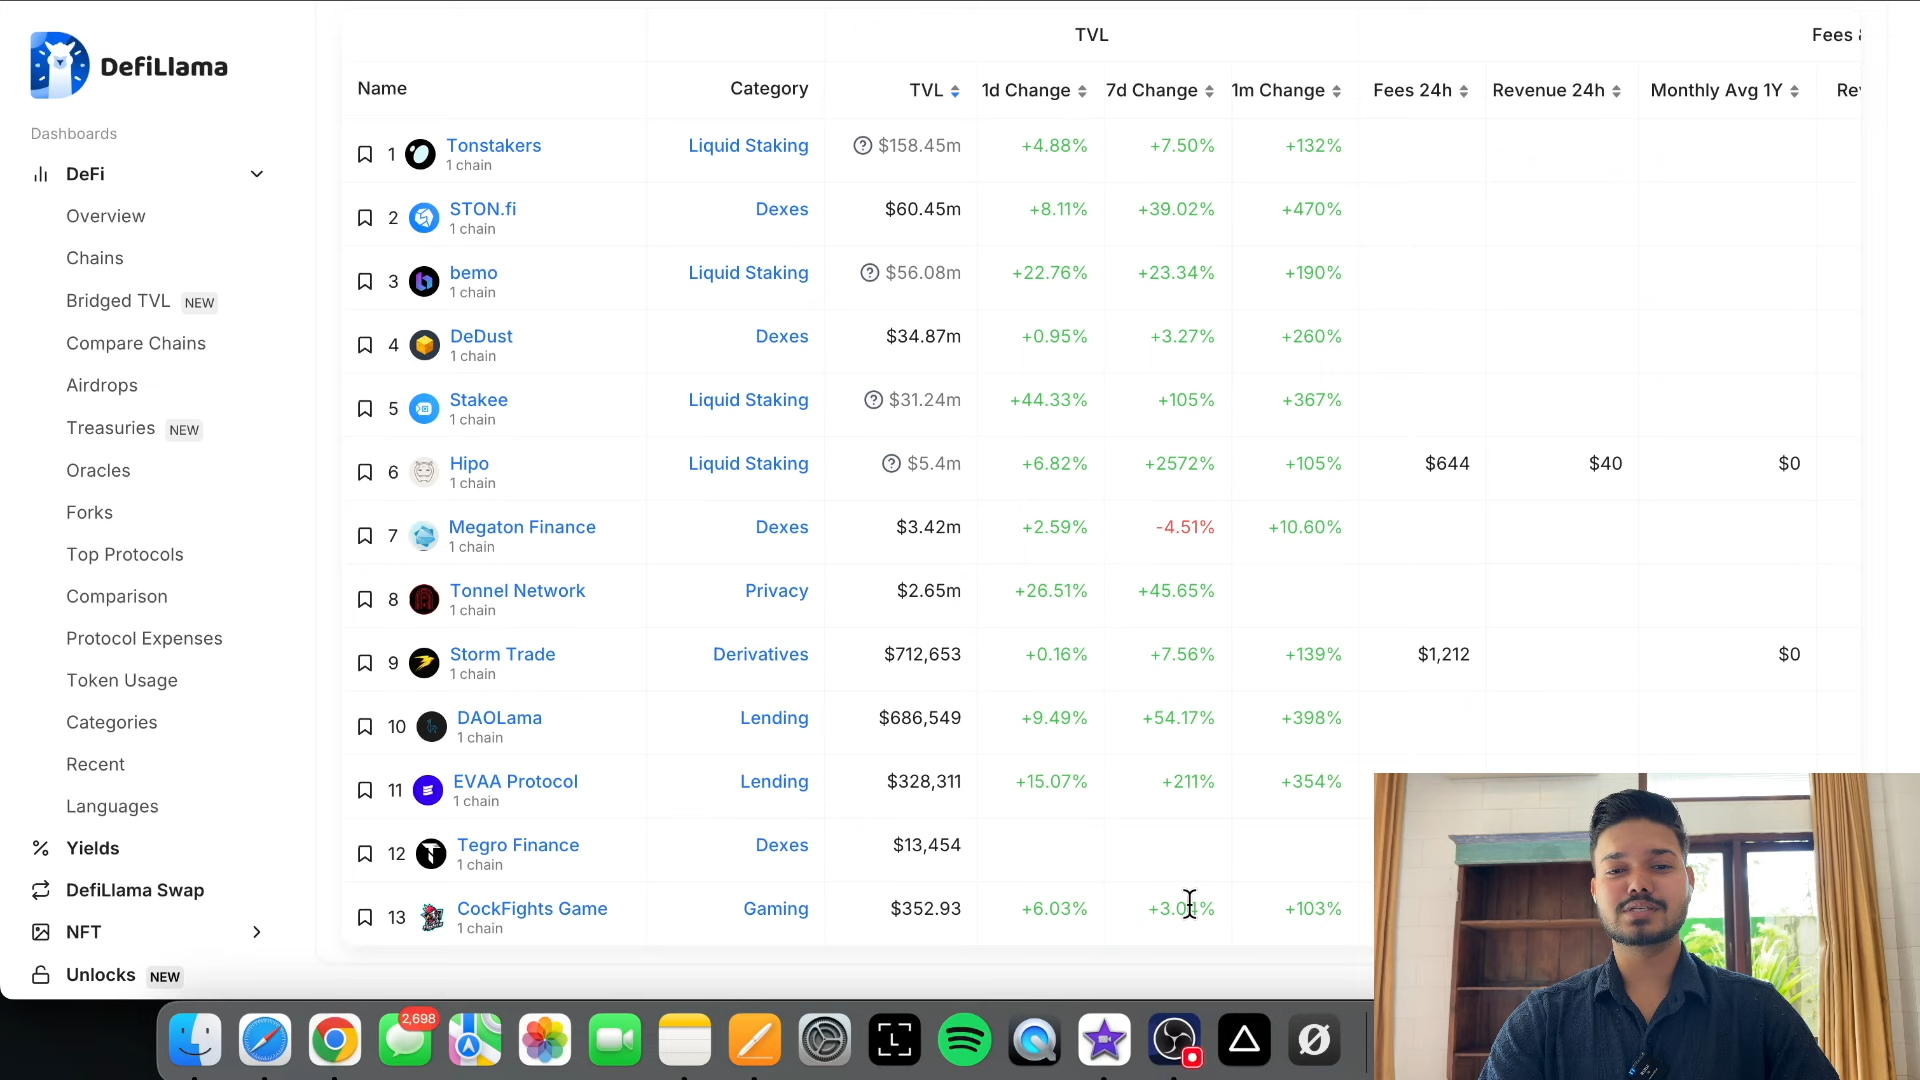 DefiLlama
Dashboards
DeFi
Overview
Chains
Bridged TVL NEW
Compare Chains
Airdrops
Treasuries NEW
Oracles
Forks
Top Protocols
Comparison
Protocol Expenses
Token Usage
Categories
Recent
Languages
Yields
DefiLlama Swap
NFT
Unlocks NEW
TVL Fees
Name Category TVL 1d Change 7d Change 1m Change Fees 24h Revenue 24h Monthly Avg 1Y
1 Tonstakers Liquid Staking $158.45m +4.88% +7.50% +132%
1 chain
2 STON.fi Dexes $60.45m +8.11% +39.02% +470%
1 chain
3 bemo Liquid Staking $56.08m +22.76% +23.34% +190%
1 chain
4 DeDust Dexes $34.87m +0.95% +3.27% +260%
1 chain
5 Stakee Liquid Staking $31.24m +44.33% +105% +367%
1 chain
6 Hipo Liquid Staking $5.4m +6.82% +2572% +105% $644 $40 $0
1 chain
7 Megaton Finance Dexes $3.42m +2.59% -4.51% +10.60%
1 chain
8 Tonnel Network Privacy $2.65m +26.51% +45.65%
1 chain
9 Storm Trade Derivatives $712,653 +0.16% +7.56% +139% $1,212 $0
1 chain
10 DAOLama Lending $686,549 +9.49% +54.17% +398%
1 chain
11 EVAA Protocol Lending $328,311 +15.07% +211% +354%
1 chain
12 Tegro Finance Dexes $13,454
1 chain
13 CockFights Game Gaming $352.93 +6.03% +103%
1 chain
2,698